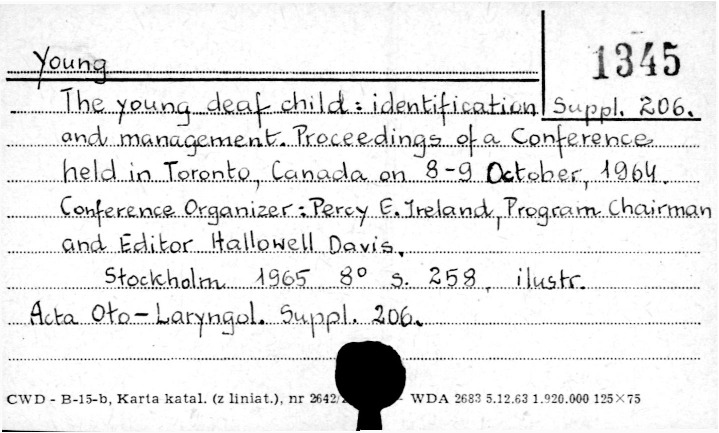 Young
1345
Suppl. 206.
The young deaf child: identification
and management. Proceedings of a Conference
held in Toronto, Canada on 8-9 October, 1964.
Conference Organizer: Percy E. Ireland, Program Chairman
and Editor Hallowell Davis.
Stockholm 1965 8° s. 258, ilustr.
Acta Oto-Laryngol. Suppl. 206.
CWD - B-15-b, Karta katal. (z liniat.), nr 2642/ - WDA 2683 5.12.63 1.920.000 125×75